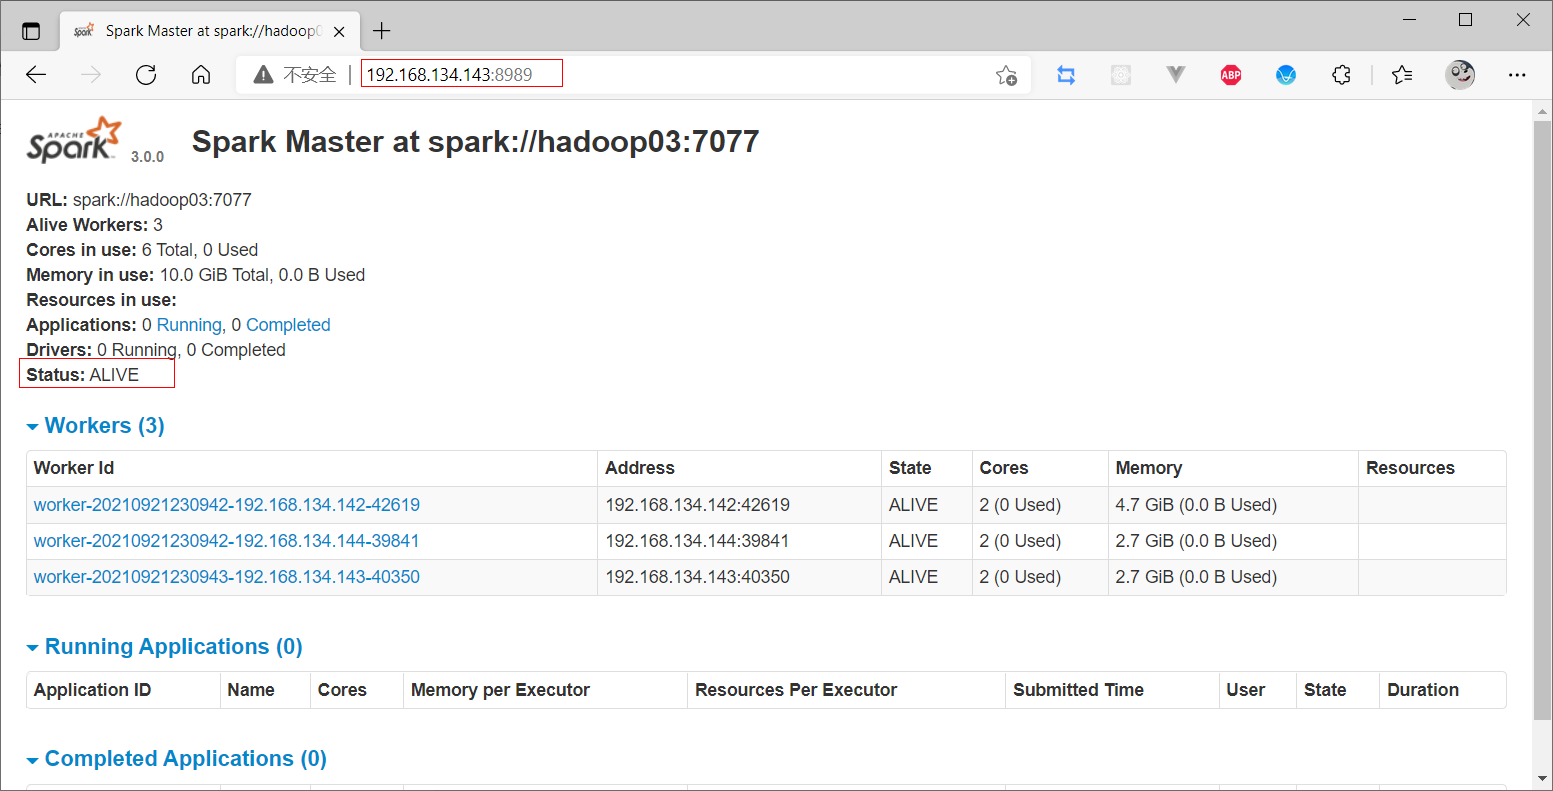 Spark Master at spark://hadoop0
不安全 | 192.168.134.143:8989
ABP
APACHE Spark 3.0.0 Spark Master at spark://hadoop03:7077
URL: spark://hadoop03:7077
Alive Workers: 3
Cores in use: 6 Total, 0 Used
Memory in use: 10.0 GiB Total, 0.0 B Used
Resources in use:
Applications: 0 Running, 0 Completed
Drivers: 0 Running, 0 Completed
Status: ALIVE
Workers (3)
Worker Id Address State Cores Memory Resources
worker-20210921230942-192.168.134.142-42619 192.168.134.142:42619 ALIVE 2 (0 Used) 4.7 GiB (0.0 B Used)
worker-20210921230942-192.168.134.144-39841 192.168.134.144:39841 ALIVE 2 (0 Used) 2.7 GiB (0.0 B Used)
worker-20210921230943-192.168.134.143-40350 192.168.134.143:40350 ALIVE 2 (0 Used) 2.7 GiB (0.0 B Used)
Running Applications (0)
Application ID Name Cores Memory per Executor Resources Per Executor Submitted Time User State Duration
Completed Applications (0)